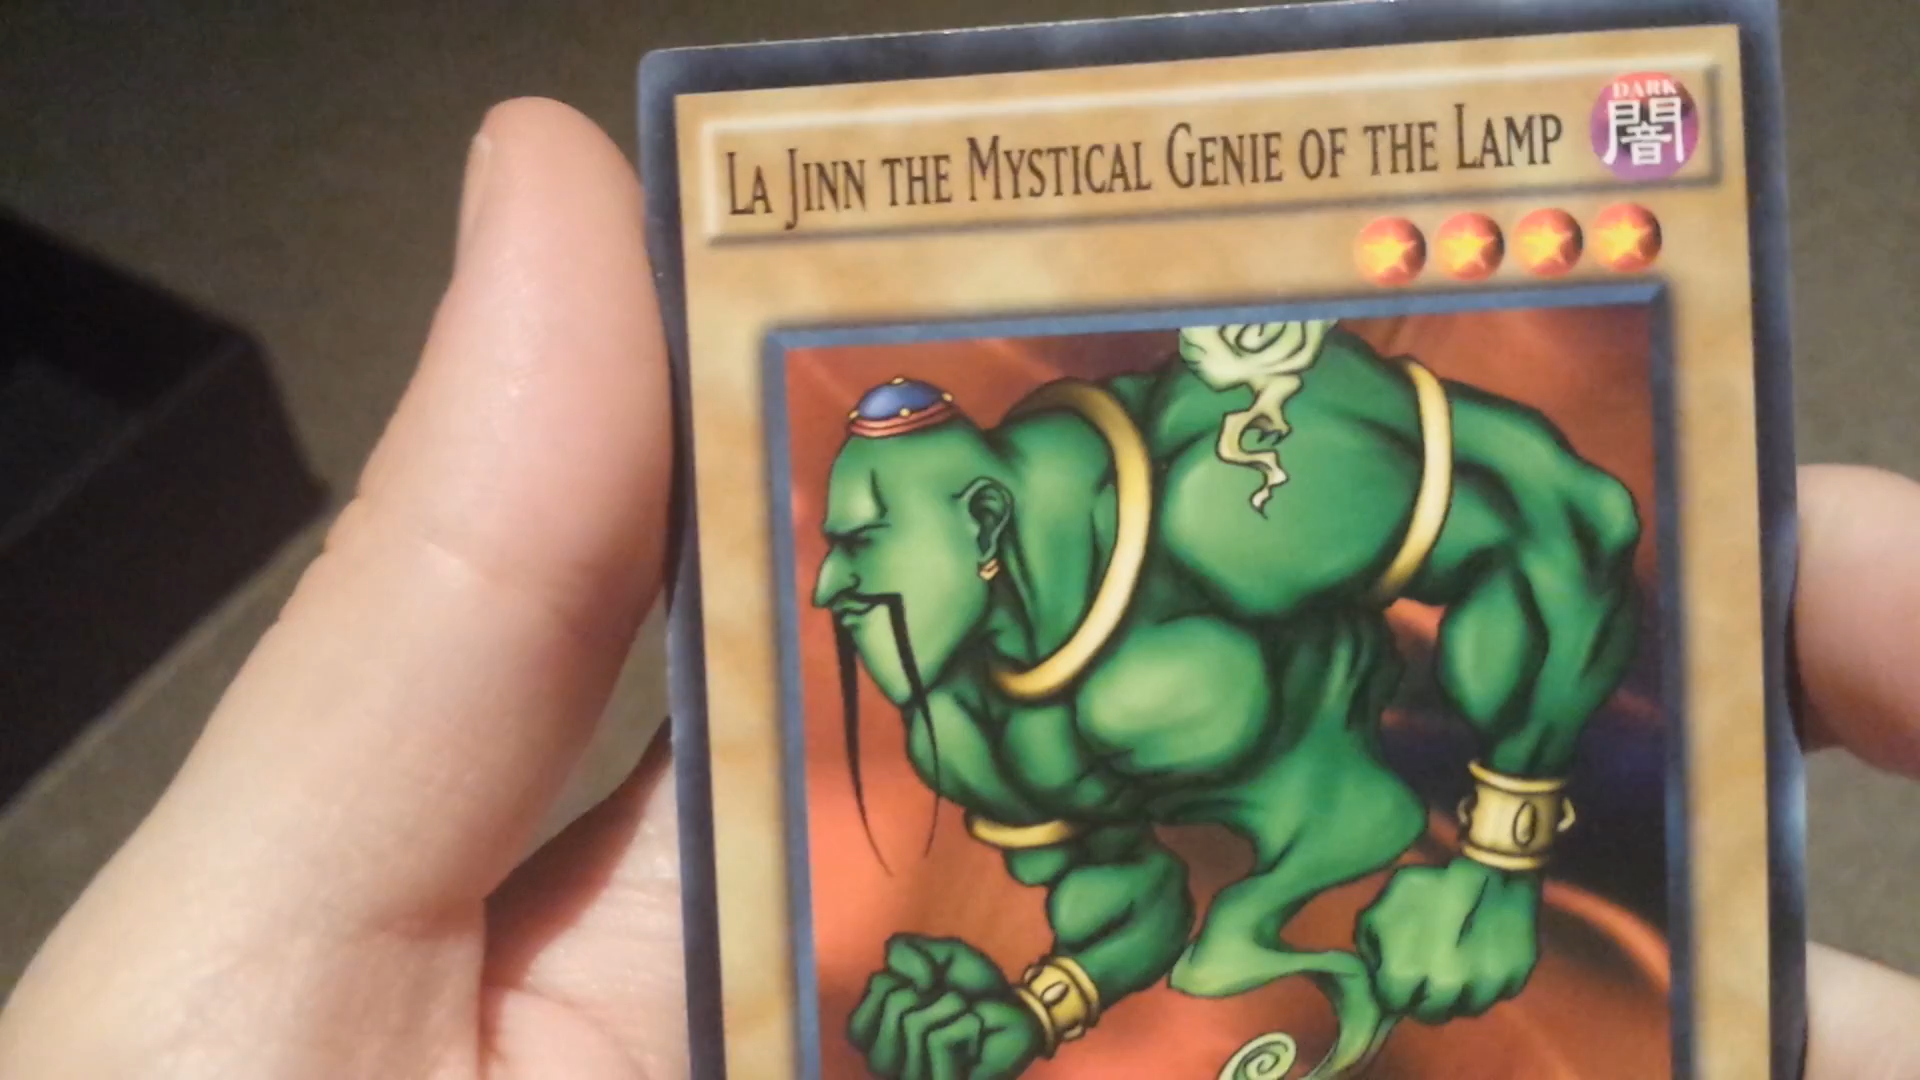 La Jinn the Mystical Genie of the Lamp
DARK
闇